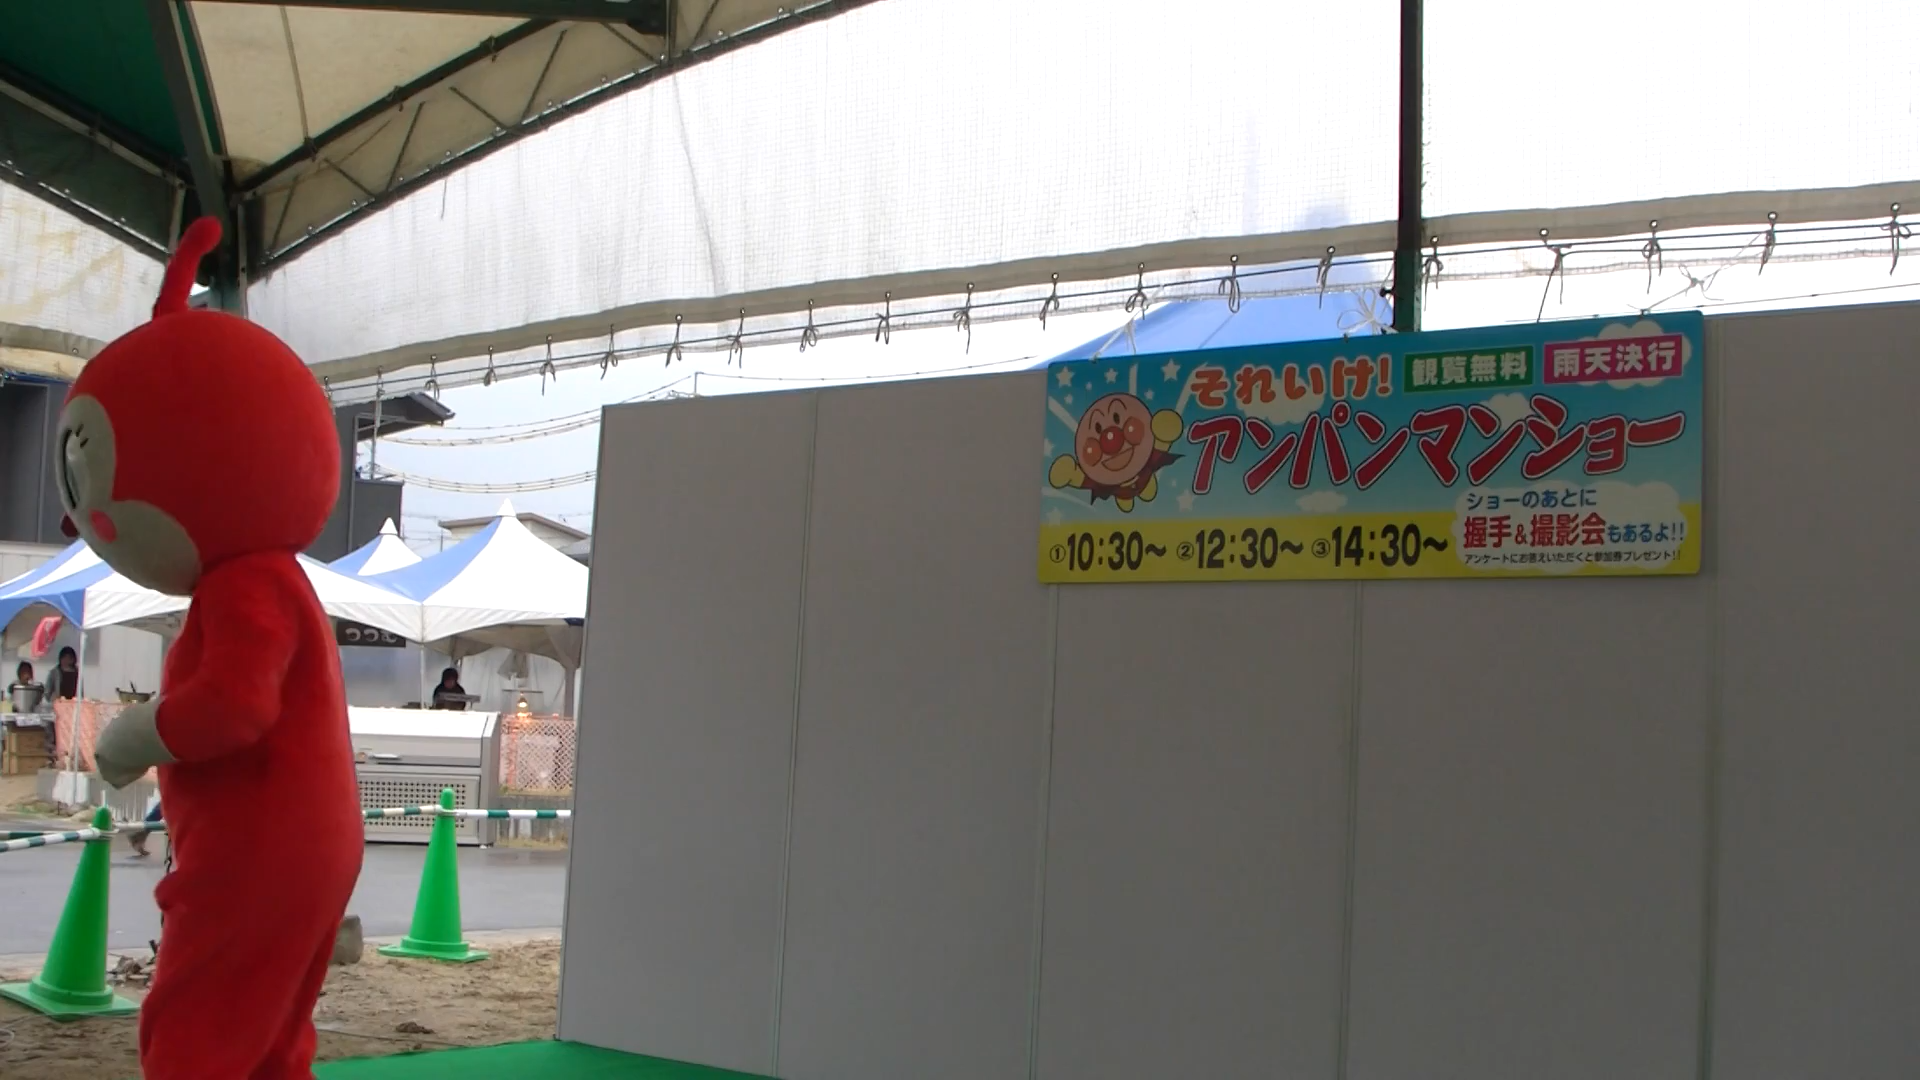 それいけ! 観覧無料 雨天決行
アンパンマンショー
ショーのあとに
握手&撮影会もあるよ!!
アンケートにお答えいただくと参加券プレゼント!!
①10:30～ ②12:30～ ③14:30～
つつむ